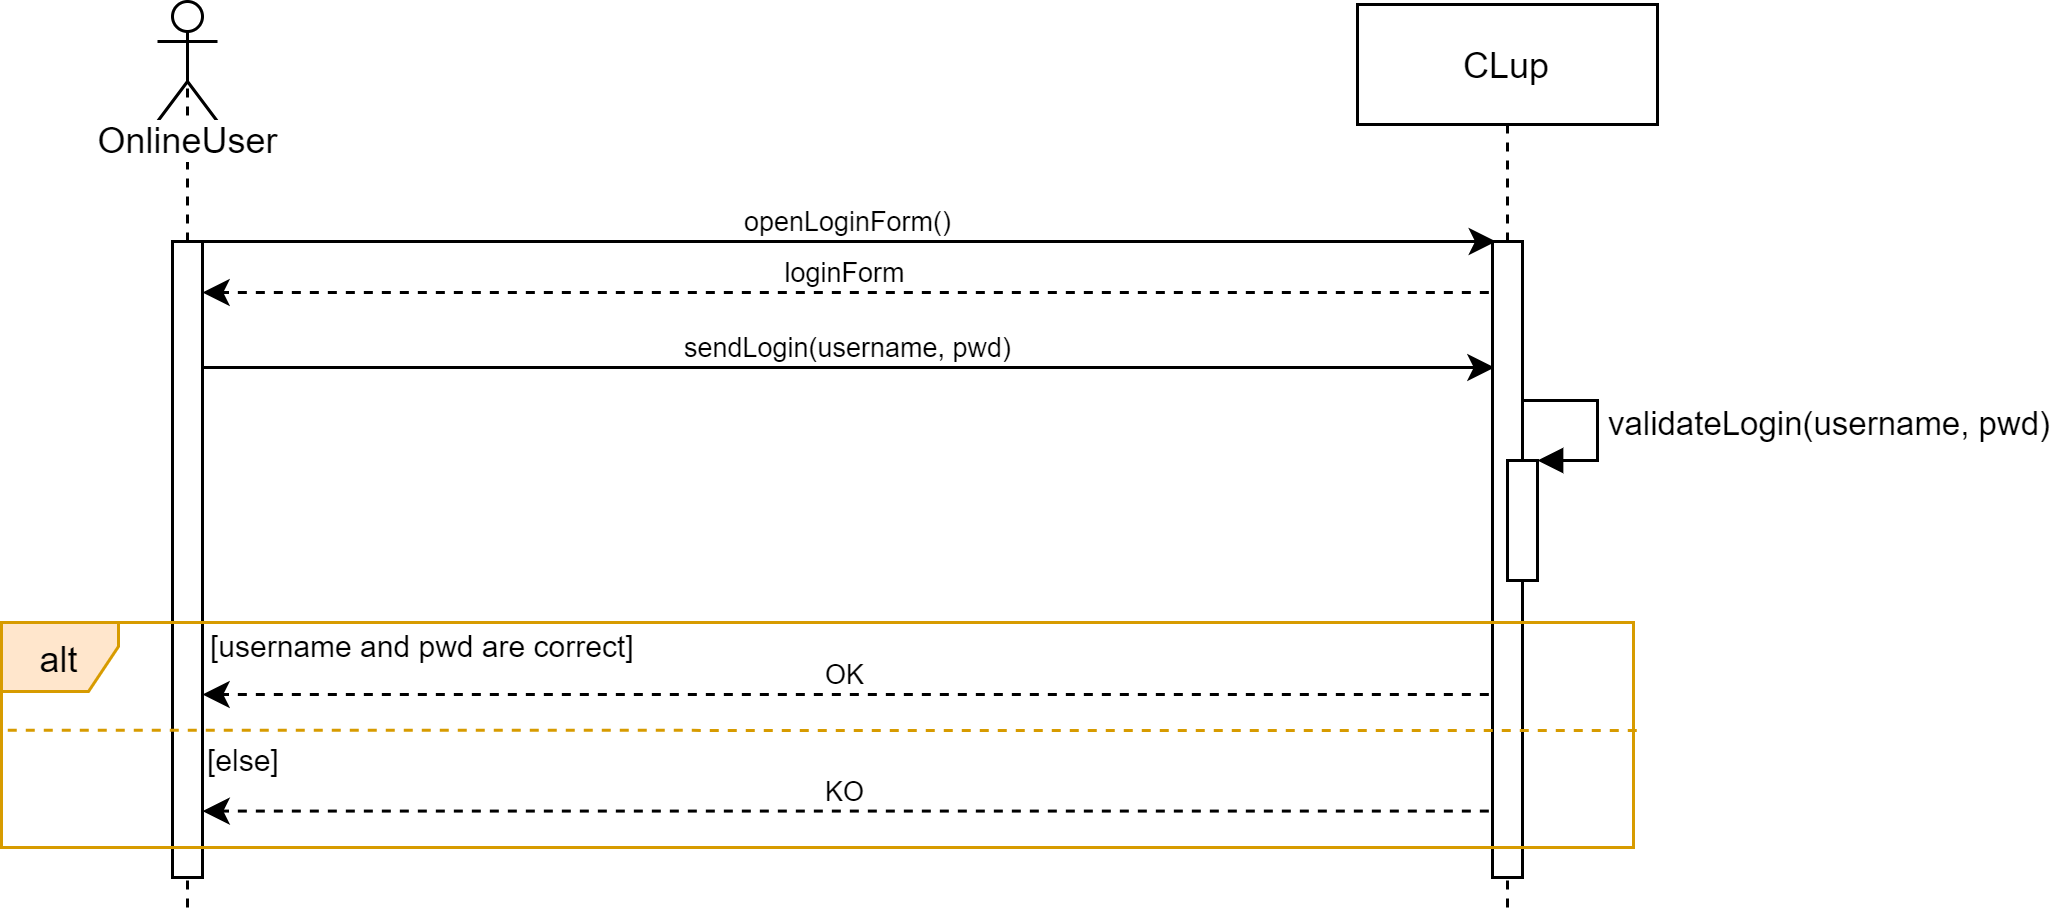 CLup
OnlineUser
openLoginForm()
loginForm
sendLogin(username, pwd)
validateLogin(username, pwd)
alt
[username and pwd are correct]
OK
[else]
KO